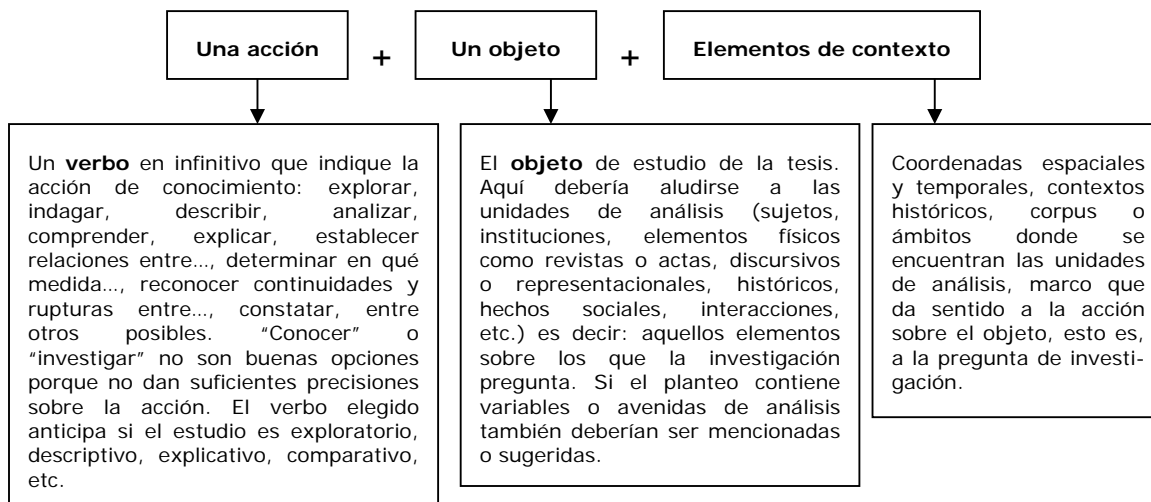 Una acción
+
Un objeto
+
Elementos de contexto
Un verbo en infinitivo que indique la
acción de conocimiento: explorar,
indagar, describir, analizar,
comprender, explicar, establecer
relaciones entre..., determinar en qué
medida..., reconocer continuidades y
rupturas entre..., constatar, entre
otros posibles. “Conocer” o
“investigar” no son buenas opciones
porque no dan suficientes precisiones
sobre la acción. El verbo elegido
anticipa si el estudio es exploratorio,
descriptivo, explicativo, comparativo,
etc.
El objeto de estudio de la tesis.
Aquí debería aludirse a las
unidades de análisis (sujetos,
instituciones, elementos físicos
como revistas o actas, discursivos
o representacionales, históricos,
hechos sociales, interacciones,
etc.) es decir: aquellos elementos
sobre los que la investigación
pregunta. Si el planteo contiene
variables o avenidas de análisis
también deberían ser mencionadas
o sugeridas.
Coordenadas espaciales
y temporales, contextos
históricos, corpus o
ámbitos donde se
encuentran las unidades
de análisis, marco que
da sentido a la acción
sobre el objeto, esto es,
a la pregunta de investi-
gación.